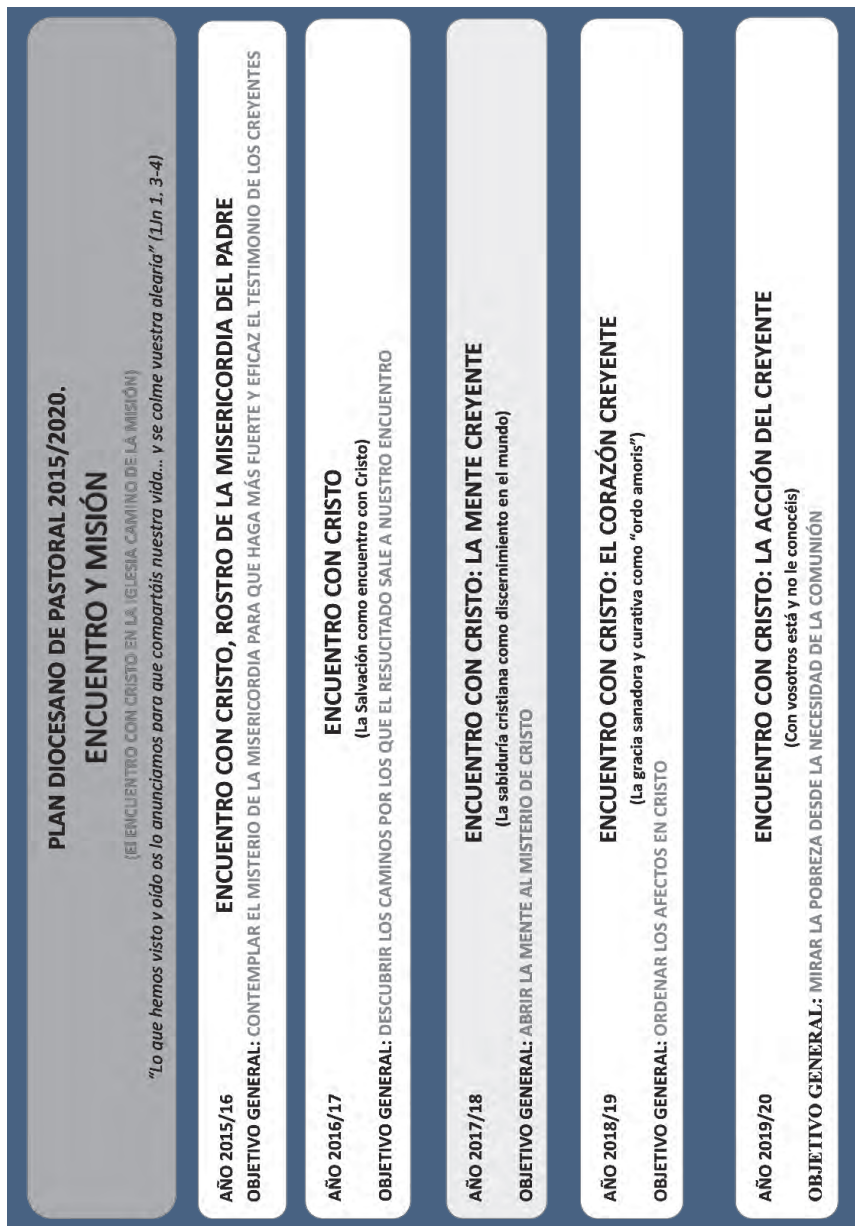 PLAN DIOCESANO DE PASTORAL 2015/2020.
ENCUENTRO Y MISIÓN
(El ENCUENTRO CON CRISTO EN LA IGLESIA CAMINO DE LA MISIÓN)
“Lo que hemos visto y oído os lo anunciamos para que compartáis nuestra vida... y se colme vuestra alegría” (1Jn 1, 3-4)
AÑO 2015/16
ENCUENTRO CON CRISTO, ROSTRO DE LA MISERICORDIA DEL PADRE
OBJETIVO GENERAL: CONTEMPLAR EL MISTERIO DE LA MISERICORDIA PARA QUE HAGA MÁS FUERTE Y EFICAZ EL TESTIMONIO DE LOS CREYENTES
AÑO 2016/17
ENCUENTRO CON CRISTO
(La Salvación como encuentro con Cristo)
OBJETIVO GENERAL: DESCUBRIR LOS CAMINOS POR LOS QUE EL RESUCITADO SALE A NUESTRO ENCUENTRO
AÑO 2017/18
ENCUENTRO CON CRISTO: LA MENTE CREYENTE
(La sabiduría cristiana como discernimiento en el mundo)
OBJETIVO GENERAL: ABRIR LA MENTE AL MISTERIO DE CRISTO
AÑO 2018/19
ENCUENTRO CON CRISTO: EL CORAZÓN CREYENTE
(La gracia sanadora y curativa como “ordo amoris”)
OBJETIVO GENERAL: ORDENAR LOS AFECTOS EN CRISTO
AÑO 2019/20
ENCUENTRO CON CRISTO: LA ACCIÓN DEL CREYENTE
(Con vosotros está y no le conocéis)
OBJETIVO GENERAL: MIRAR LA POBREZA DESDE LA NECESIDAD DE LA COMUNIÓN